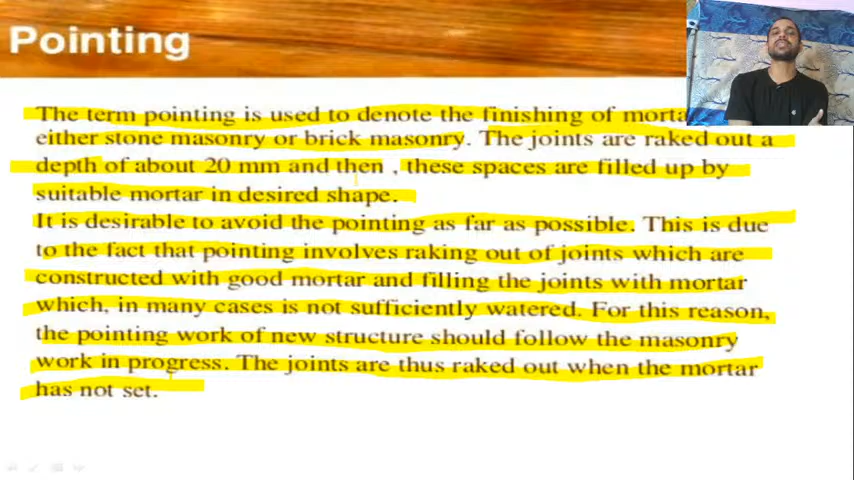 Pointing
The term pointing is used to denote the finishing of morta
either stone masonry or brick masonry. The joints are raked out a
depth of about 20 mm and then , these spaces are filled up by
suitable mortar in desired shape.
It is desirable to avoid the pointing as far as possible. This is due
to the fact that pointing involves raking out of joints which are
constructed with good mortar and filling the joints with mortar
which, in many cases is not sufficiently watered. For this reason,
the pointing work of new structure should follow the masonry
work in progress. The joints are thus raked out when the mortar
has not set.